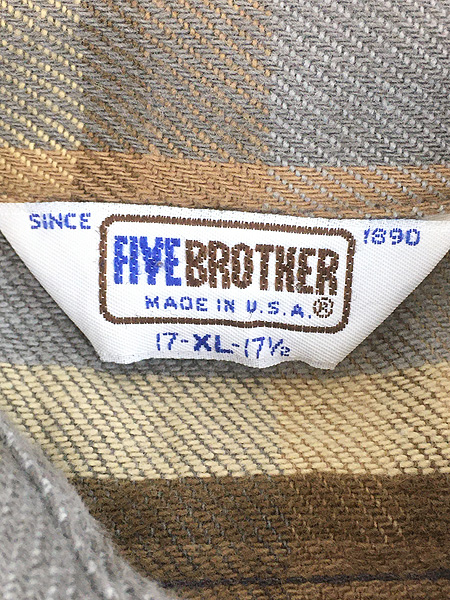 SINCE 1890
FIVE BROTHER
MADE IN U.S.A.®
17-XL-17½